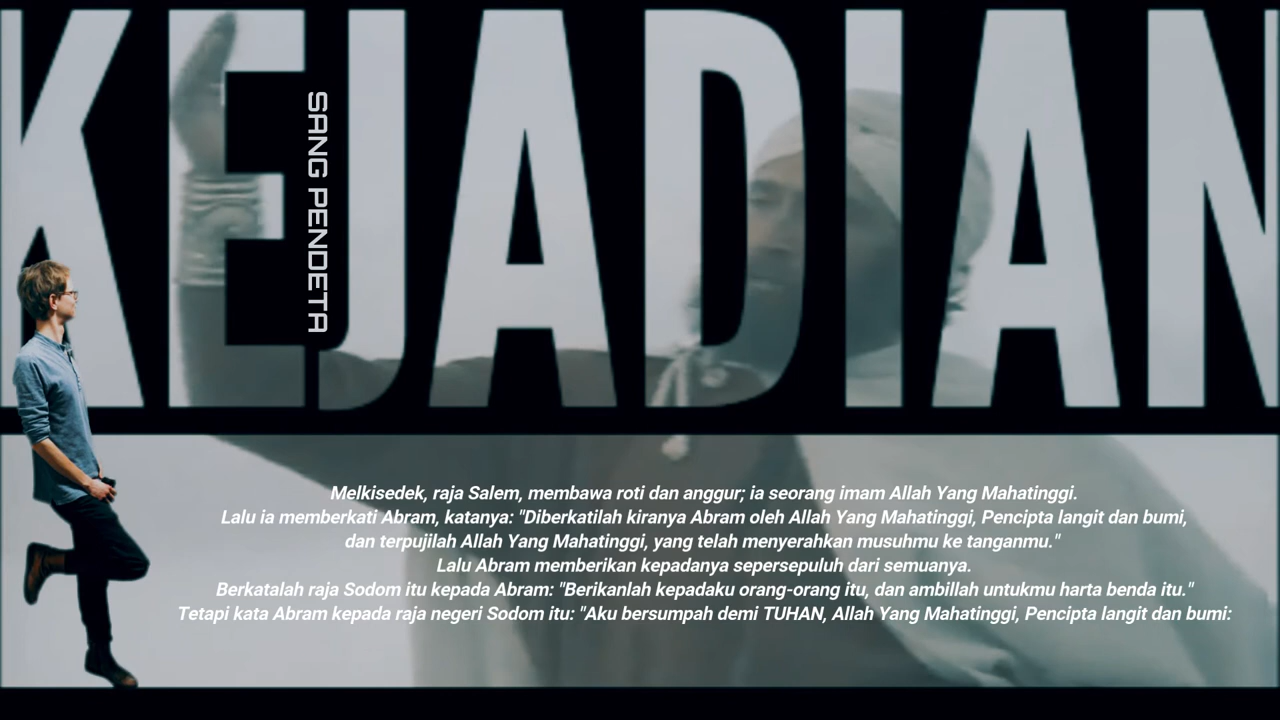 KEJADIAN
SANG PENDETA
Melkisedek, raja Salem, membawa roti dan anggur; ia seorang imam Allah Yang Mahatinggi.
Lalu ia memberkati Abram, katanya: "Diberkatilah kiranya Abram oleh Allah Yang Mahatinggi, Pencipta langit dan bumi,
dan terpujilah Allah Yang Mahatinggi, yang telah menyerahkan musuhmu ke tanganmu."
Lalu Abram memberikan kepadanya sepersepuluh dari semuanya.
Berkatalah raja Sodom itu kepada Abram: "Berikanlah kepadaku orang-orang itu, dan ambillah untukmu harta benda itu."
Tetapi kata Abram kepada raja negeri Sodom itu: "Aku bersumpah demi TUHAN, Allah Yang Mahatinggi, Pencipta langit dan bumi: